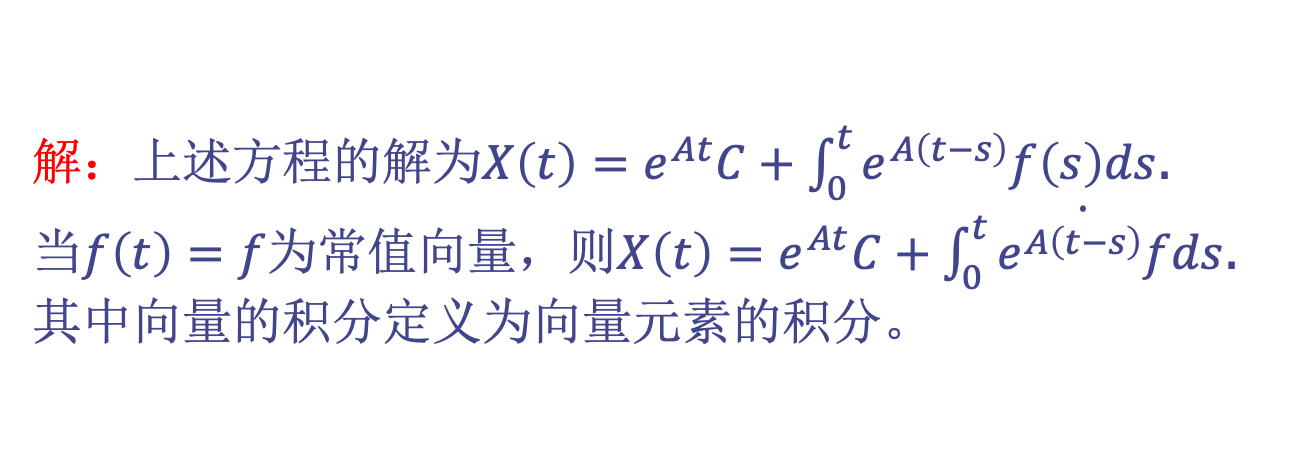 解：上述方程的解为X(t) = e^{At}C + ∫_0^t e^{A(t−s)}f(s)ds.
当f(t) = f为常值向量，则X(t) = e^{At}C + ∫_0^t e^{A(t−s)}fds.
其中向量的积分定义为向量元素的积分。